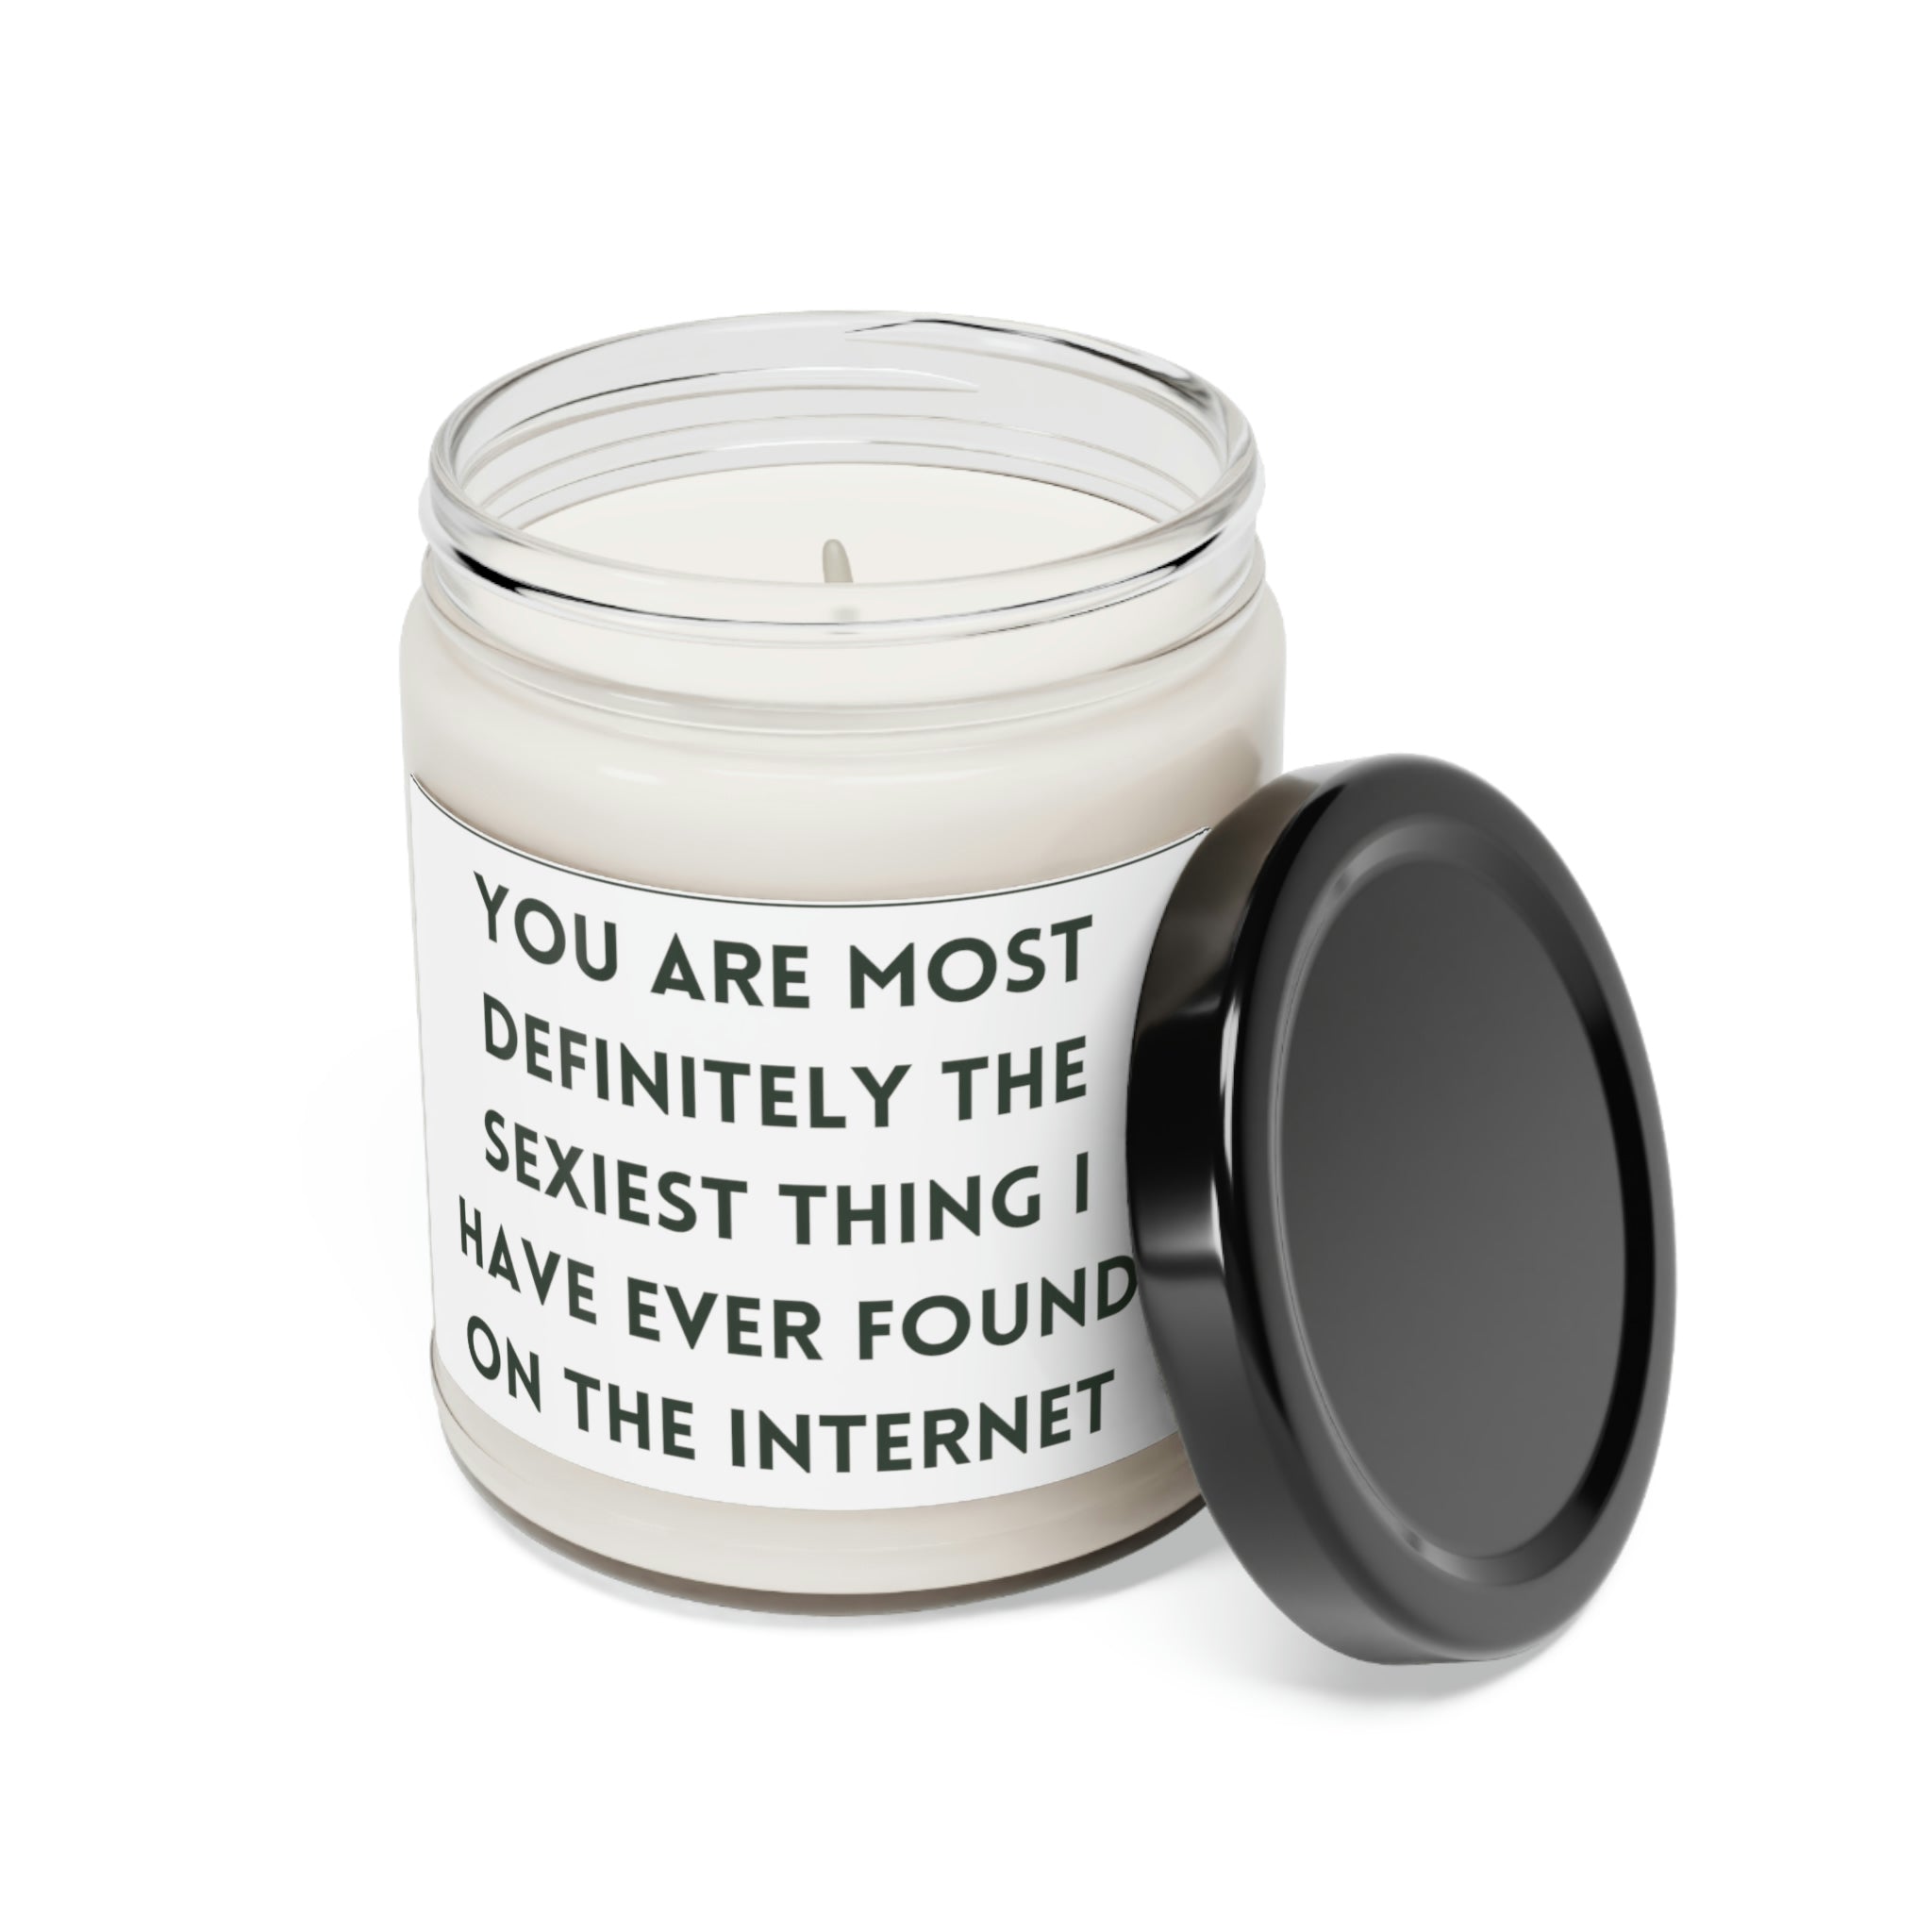 YOU ARE MOST
DEFINITELY THE
SEXIEST THING I
HAVE EVER FOUND
ON THE INTERNET